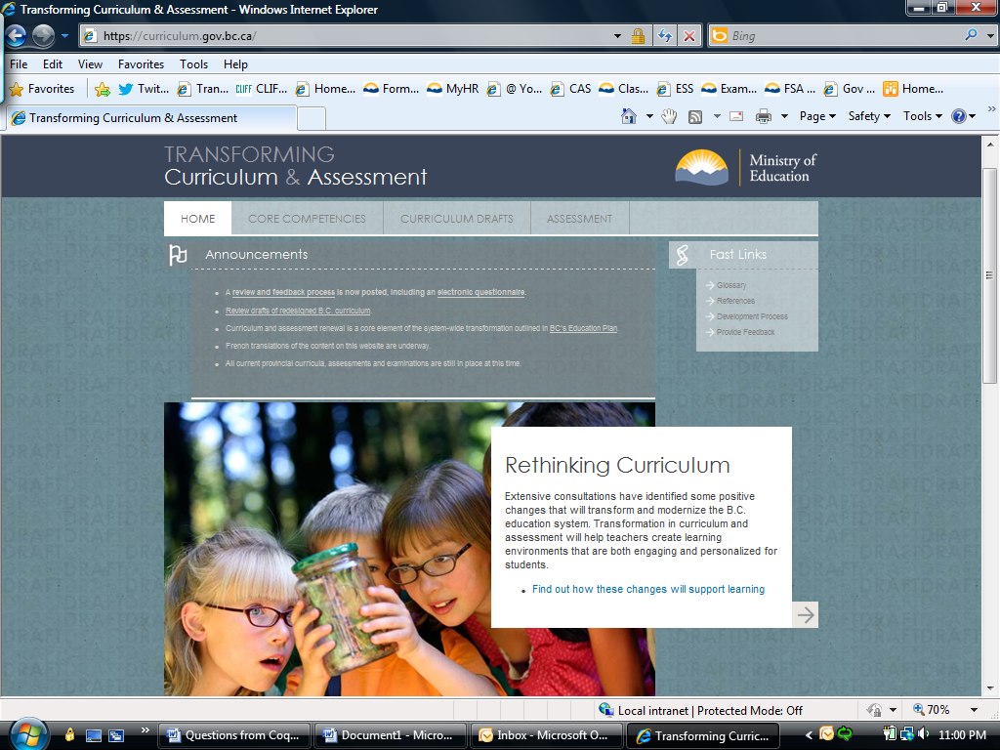 Transforming Curriculum & Assessment - Windows Internet Explorer
https://curriculum.gov.bc.ca/
Bing
File Edit View Favorites Tools Help
Favorites Twit... Tran... CLIFF CLIF... Home... Form... MyHR @ Yo... CAS Clas... ESS Exam... FSA ... Gov ... Home...
Transforming Curriculum & Assessment
Page Safety Tools
TRANSFORMING
Curriculum & Assessment
Ministry of
Education
HOME CORE COMPETENCIES CURRICULUM DRAFTS ASSESSMENT
Announcements
A review and feedback process is now posted, including an electronic questionnaire.
Review drafts of redesigned B.C. curriculum.
Curriculum and assessment renewal is a core element of the system-wide transformation outlined in BC's Education Plan.
French translations of the content on this website are underway.
All current provincial curricula, assessments and examinations are still in place at this time.
Fast Links
Glossary
References
Development Process
Provide Feedback
Rethinking Curriculum
Extensive consultations have identified some positive
changes that will transform and modernize the B.C.
education system. Transformation in curriculum and
assessment will help teachers create learning
environments that are both engaging and personalized for
students.
Find out how these changes will support learning
Local intranet | Protected Mode: Off
70%
Questions from Coq... Document1 - Micro... Inbox - Microsoft O... Transforming Curric...
11:00 PM